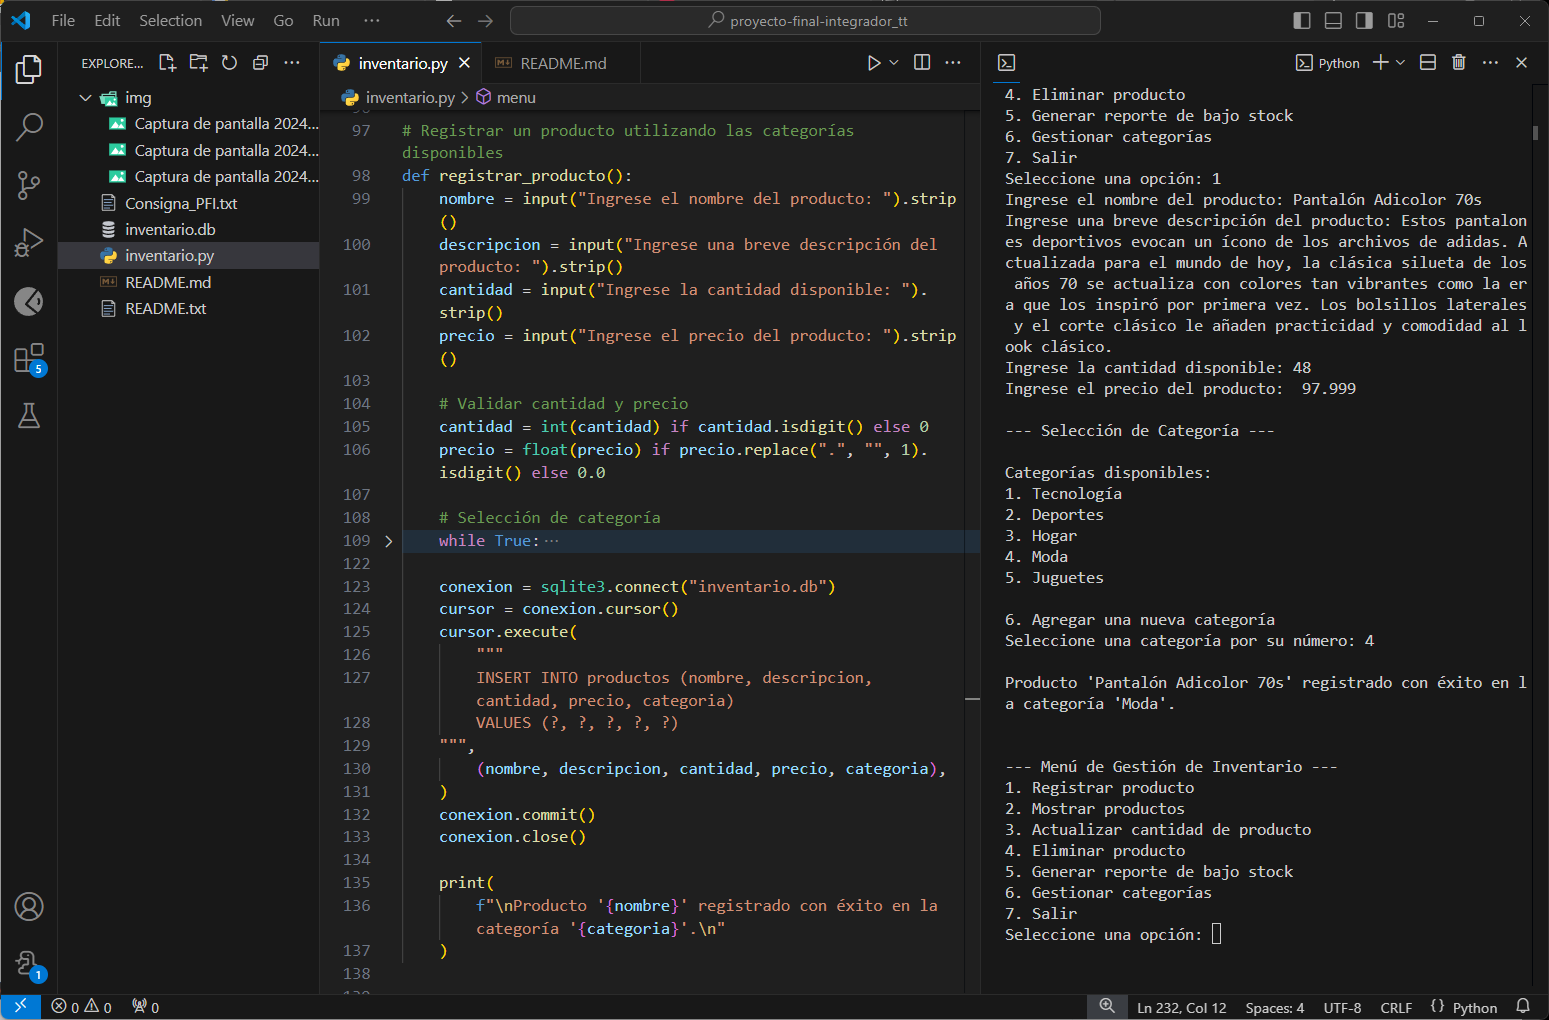 File Edit Selection View Go Run ··· proyecto-final-integrador_tt
EXPLORE... ···
img
Captura de pantalla 2024...
Captura de pantalla 2024...
Captura de pantalla 2024...
Consigna_PFI.txt
inventario.db
inventario.py
README.md
README.txt
5
1
inventario.py README.md
inventario.py > menu
97 # Registrar un producto utilizando las categorías
disponibles
98 def registrar_producto():
99 nombre = input("Ingrese el nombre del producto: ").strip
()
100 descripcion = input("Ingrese una breve descripción del
producto: ").strip()
101 cantidad = input("Ingrese la cantidad disponible: ").
strip()
102 precio = input("Ingrese el precio del producto: ").strip
()
103
104 # Validar cantidad y precio
105 cantidad = int(cantidad) if cantidad.isdigit() else 0
106 precio = float(precio) if precio.replace(".", "", 1).
isdigit() else 0.0
107
108 # Selección de categoría
109 while True:···
122
123 conexion = sqlite3.connect("inventario.db")
124 cursor = conexion.cursor()
125 cursor.execute(
126 """
127 INSERT INTO productos (nombre, descripcion,
cantidad, precio, categoria)
128 VALUES (?, ?, ?, ?, ?)
129 """,
130 (nombre, descripcion, cantidad, precio, categoria),
131 )
132 conexion.commit()
133 conexion.close()
134
135 print(
136 f"\nProducto '{nombre}' registrado con éxito en la
categoría '{categoria}'.\n"
137 )
138
Python
4. Eliminar producto
5. Generar reporte de bajo stock
6. Gestionar categorías
7. Salir
Seleccione una opción: 1
Ingrese el nombre del producto: Pantalón Adicolor 70s
Ingrese una breve descripción del producto: Estos pantalon
es deportivos evocan un ícono de los archivos de adidas. A
ctualizada para el mundo de hoy, la clásica silueta de los
 años 70 se actualiza con colores tan vibrantes como la er
a que los inspiró por primera vez. Los bolsillos laterales
 y el corte clásico le añaden practicidad y comodidad al l
ook clásico.
Ingrese la cantidad disponible: 48
Ingrese el precio del producto:  97.999
--- Selección de Categoría ---
Categorías disponibles:
1. Tecnología
2. Deportes
3. Hogar
4. Moda
5. Juguetes
6. Agregar una nueva categoría
Seleccione una categoría por su número: 4
Producto 'Pantalón Adicolor 70s' registrado con éxito en l
a categoría 'Moda'.
--- Menú de Gestión de Inventario ---
1. Registrar producto
2. Mostrar productos
3. Actualizar cantidad de producto
4. Eliminar producto
5. Generar reporte de bajo stock
6. Gestionar categorías
7. Salir
Seleccione una opción:
0 0 0 Ln 232, Col 12 Spaces: 4 UTF-8 CRLF {} Python